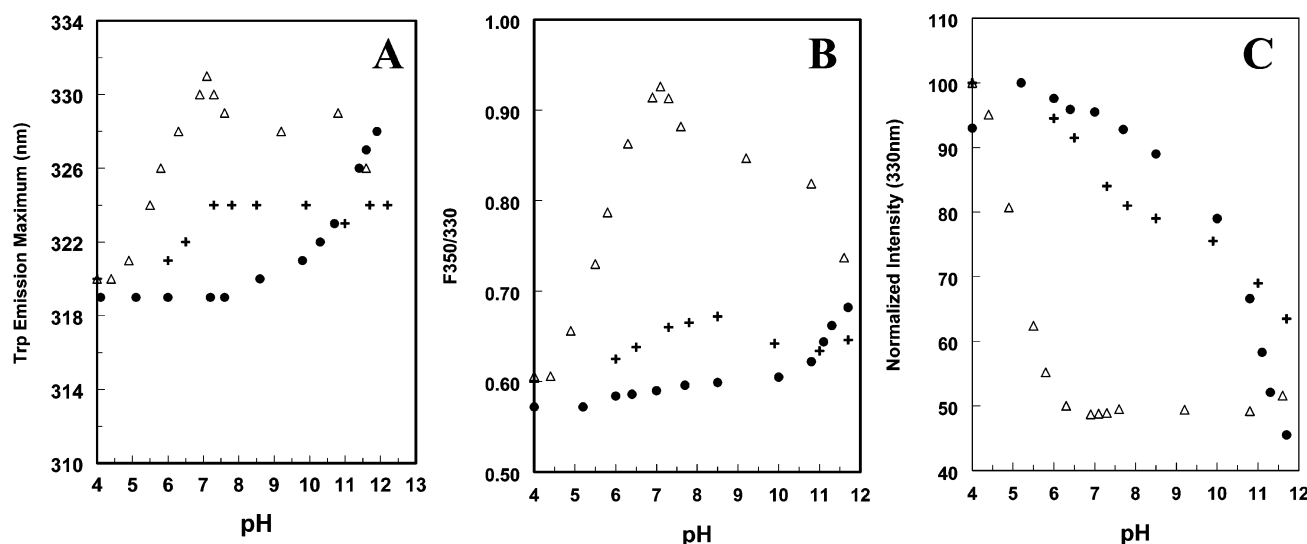 A
Trp Emission Maximum (nm)
334
330
326
322
318
314
310
4 5 6 7 8 9 10 11 12 13
pH
B
F350/330
1.00
0.90
0.80
0.70
0.60
0.50
4 5 6 7 8 9 10 11 12
pH
C
Normalized Intensity (330nm)
110
100
90
80
70
60
50
40
4 5 6 7 8 9 10 11 12
pH